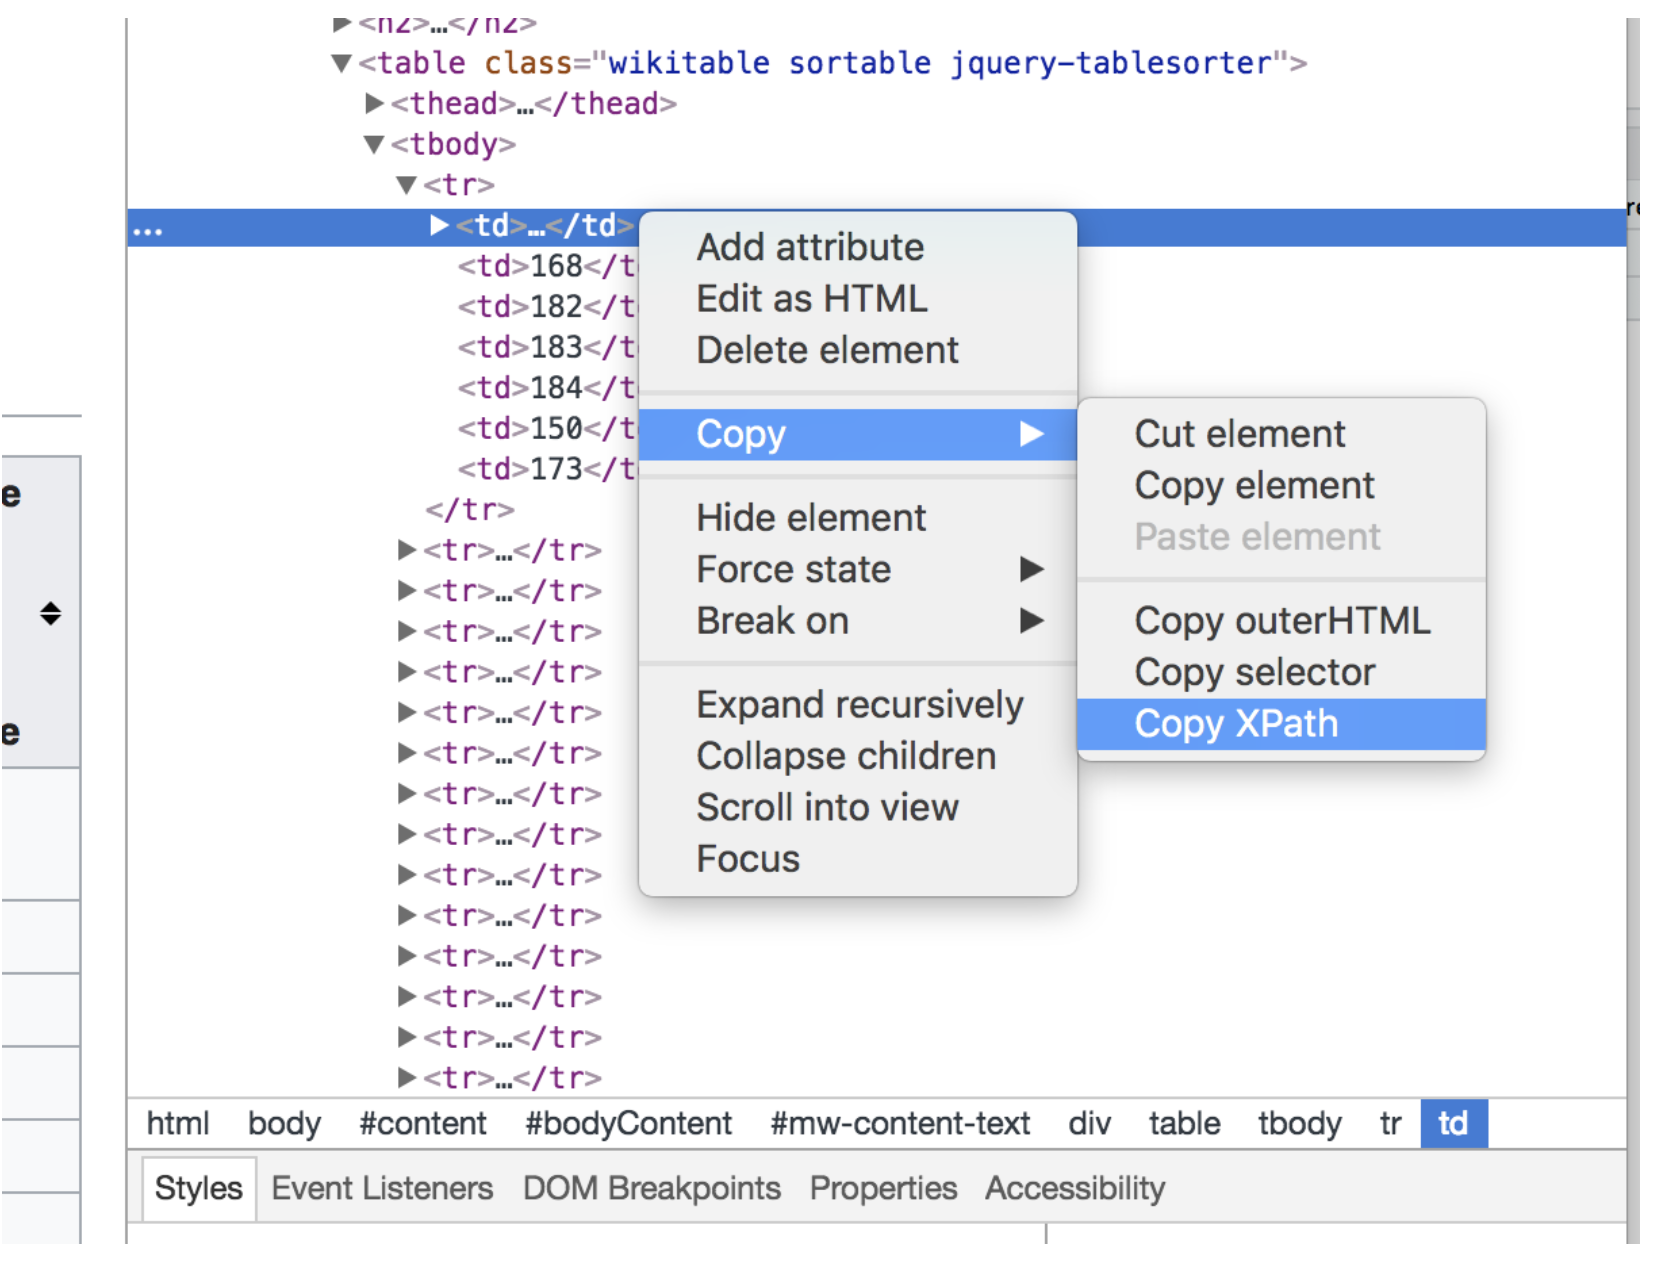 ▶<h2>…</h2>
▼<table class="wikitable sortable jquery-tablesorter">
▶<thead>…</thead>
▼<tbody>
▼<tr>
… ▶<td>…</td>
<td>168</t
<td>182</t
<td>183</t
<td>184</t
<td>150</t
<td>173</t
</tr>
▶<tr>…</tr>
▶<tr>…</tr>
▶<tr>…</tr>
▶<tr>…</tr>
▶<tr>…</tr>
▶<tr>…</tr>
▶<tr>…</tr>
▶<tr>…</tr>
▶<tr>…</tr>
▶<tr>…</tr>
▶<tr>…</tr>
▶<tr>…</tr>
▶<tr>…</tr>
▶<tr>…</tr>
Add attribute
Edit as HTML
Delete element
Copy ▶
Hide element
Force state ▶
Break on ▶
Expand recursively
Collapse children
Scroll into view
Focus
Cut element
Copy element
Paste element
Copy outerHTML
Copy selector
Copy XPath
e
e
re
html body #content #bodyContent #mw-content-text div table tbody tr td
Styles Event Listeners DOM Breakpoints Properties Accessibility